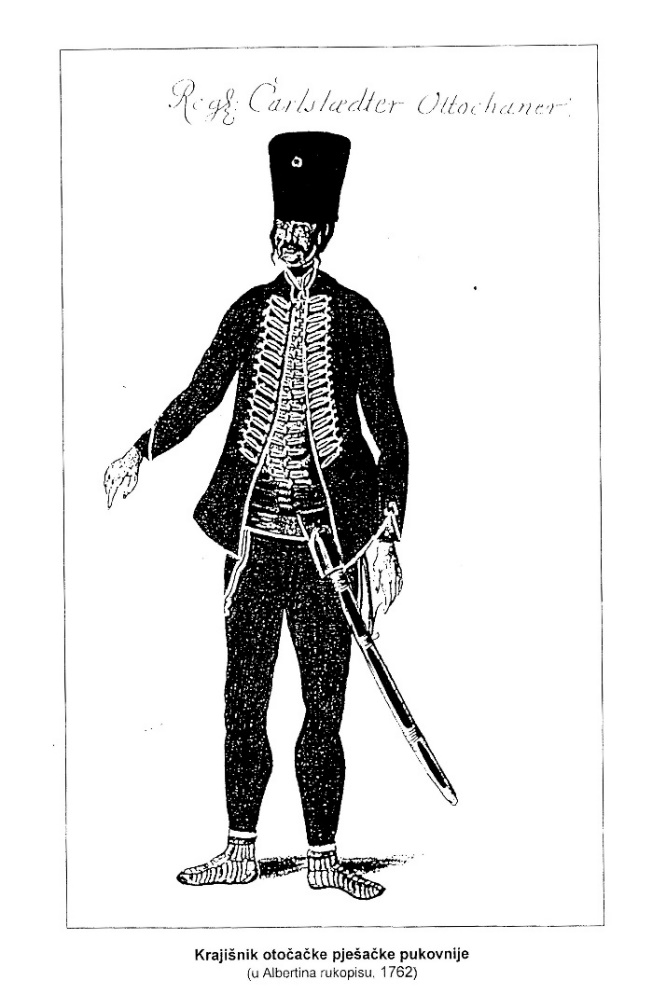 Regt: Carlstædter Ottochaner.
Krajišnik otočačke pješačke pukovnije
(u Albertina rukopisu, 1762)